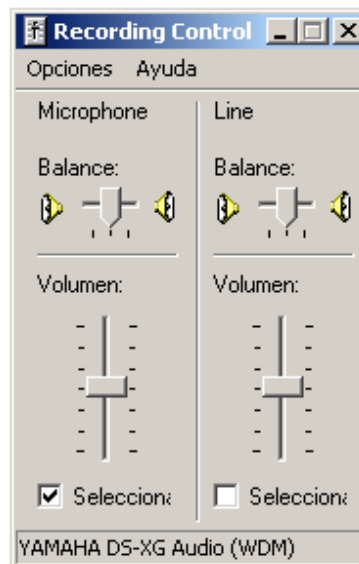 Recording Control
Opciones Ayuda
Microphone
Line
Balance:
Balance:
Volumen:
Volumen:
Selecciona
Selecciona
YAMAHA DS-XG Audio (WDM)